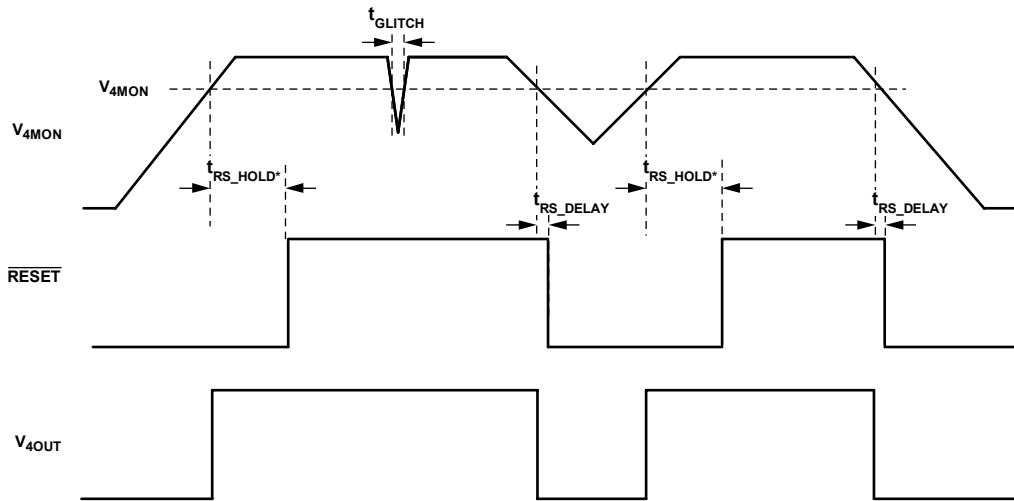 tGLITCH
V4MON
V4MON
tRS_HOLD*
tRS_HOLD*
tRS_DELAY
tRS_DELAY
RESET
V4OUT